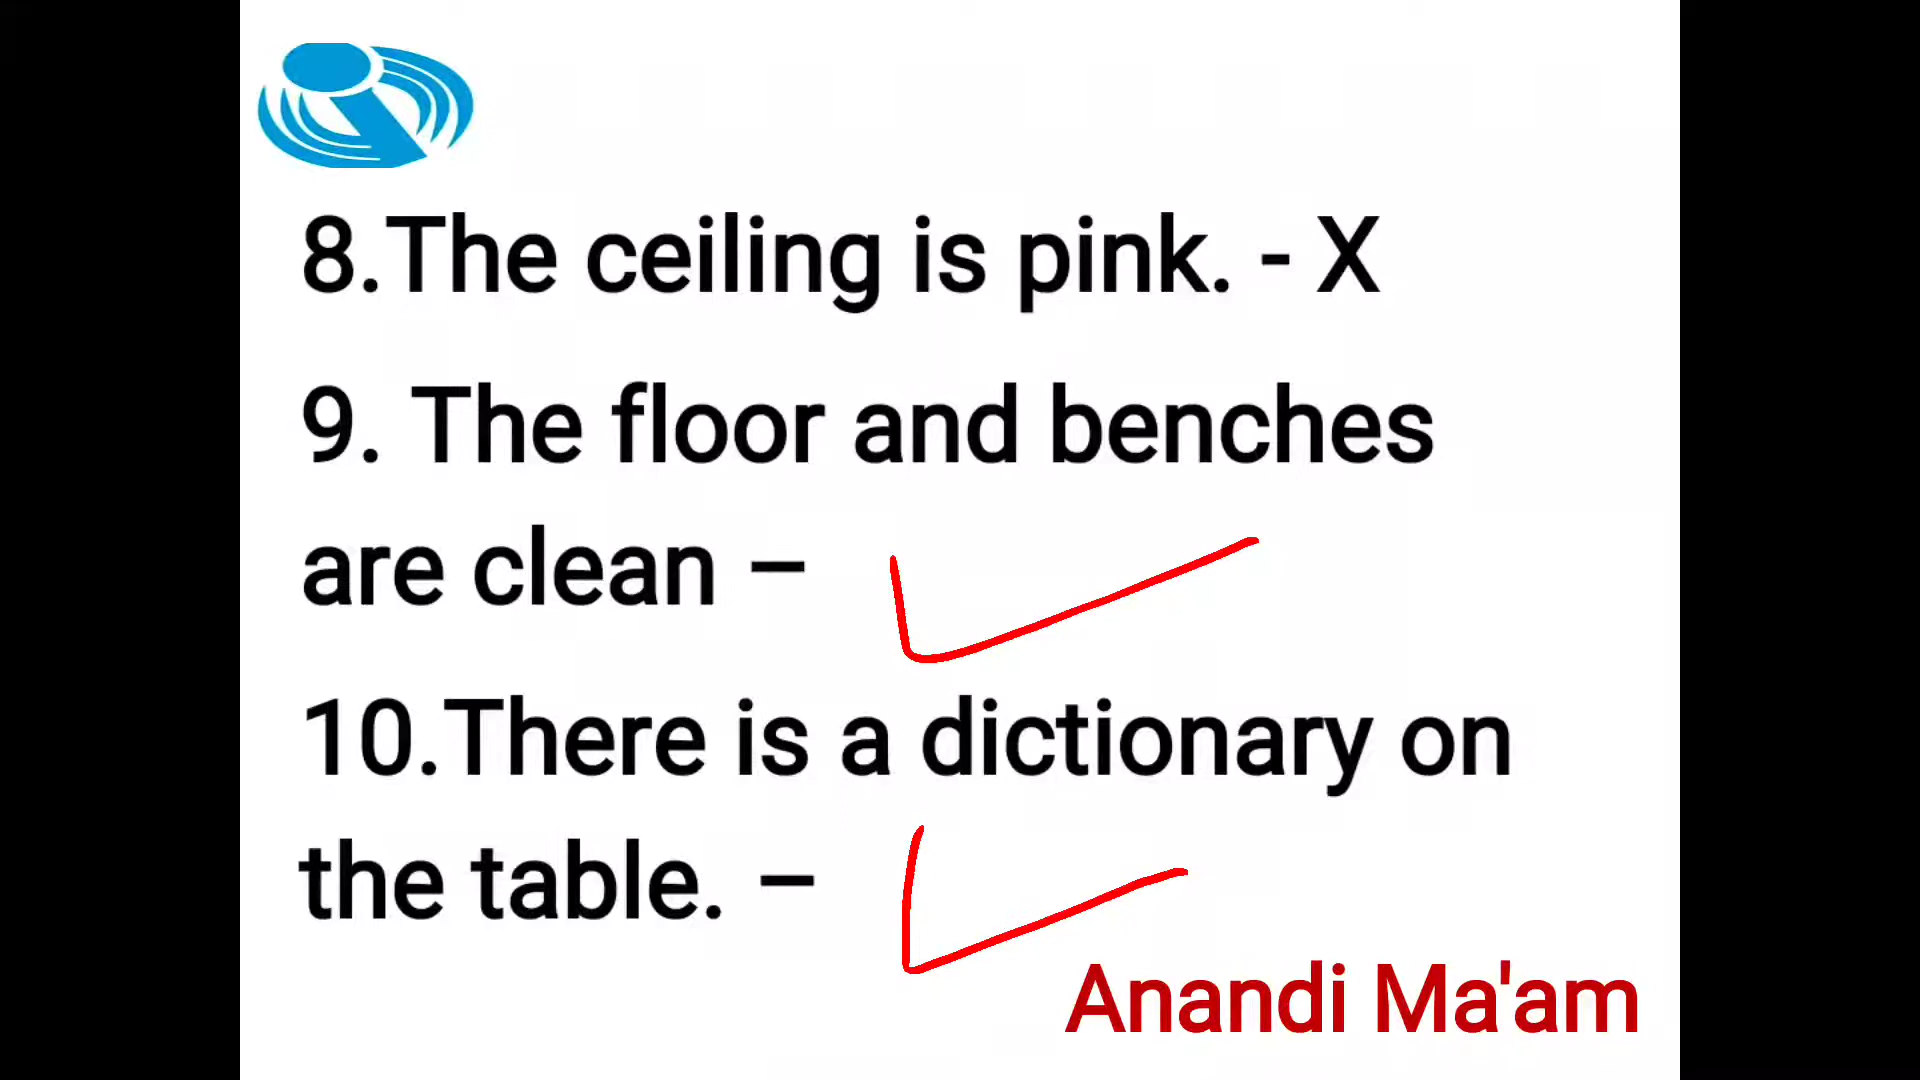 8.The ceiling is pink. - X
9. The floor and benches
are clean –
10.There is a dictionary on
the table. –
Anandi Ma'am